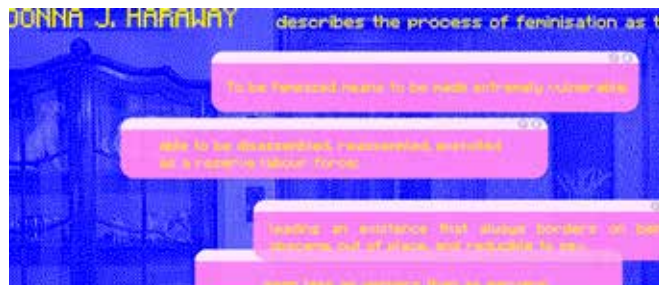 DONNA J. HARAWAY describes the process of feminisation as t
To be feminized means to be made extremely vulnerable;
able to be disassembled, reassembled, exploited
as a reserve labour force;
leading an existence that always borders on bei
obscene, out of place, and reducible to sex.